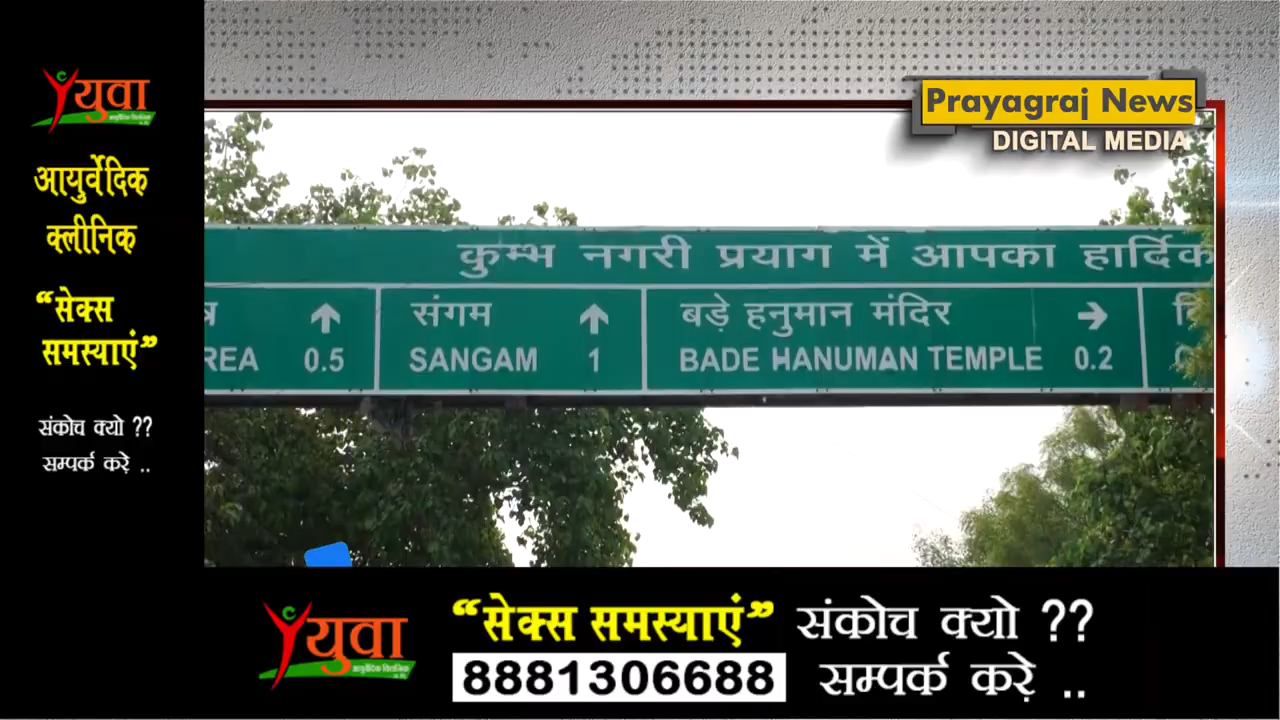 युवा
आयुर्वेदिक
क्लीनिक
“सेक्स
समस्याएं”
संकोच क्यो ??
सम्पर्क करे ..
Prayagraj News
DIGITAL MEDIA
कुम्भ नगरी प्रयाग में आपका हार्दिक
REA 0.5
संगम
SANGAM 1
बड़े हनुमान मंदिर
BADE HANUMAN TEMPLE 0.2
युवा
“सेक्स समस्याएं” संकोच क्यो ??
8881306688 सम्पर्क करे ..